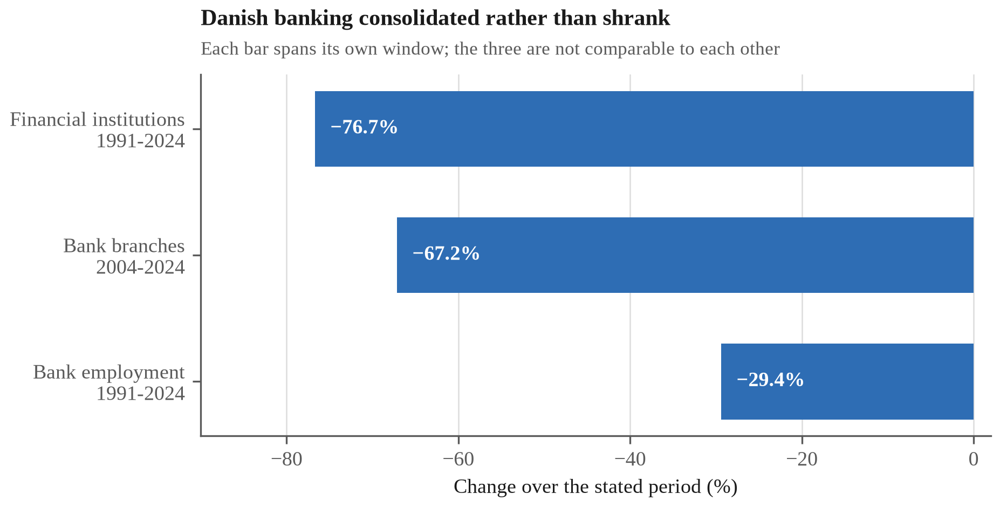 Danish banking consolidated rather than shrank
Each bar spans its own window; the three are not comparable to each other
Financial institutions
1991-2024
−76.7%
Bank branches
2004-2024
−67.2%
Bank employment
1991-2024
−29.4%
−80
−60
−40
−20
0
Change over the stated period (%)